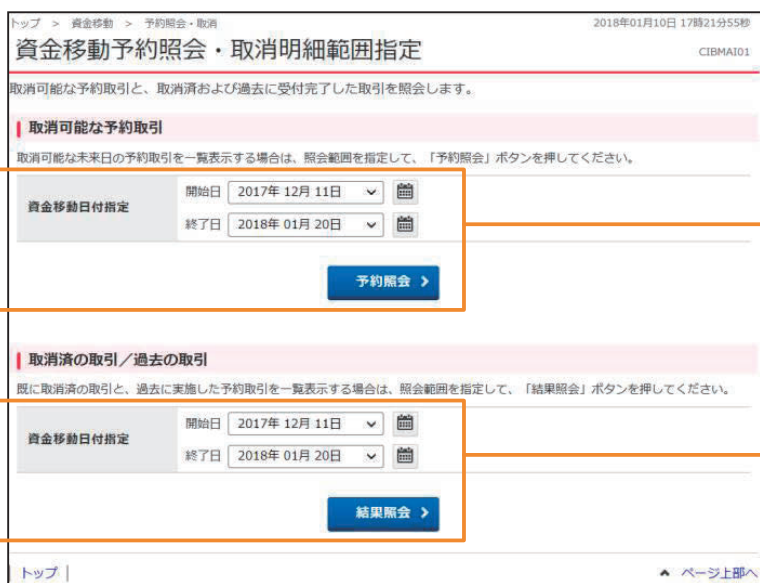 トップ > 資金移動 > 予約照会・取消
2018年01月10日 17時21分55秒
資金移動予約照会・取消明細範囲指定
CIBMAI01
取消可能な予約取引と、取消済および過去に受付完了した取引を照会します。
取消可能な予約取引
取消可能な未来日の予約取引を一覧表示する場合は、照会範囲を指定して、「予約照会」ボタンを押してください。
資金移動日付指定
開始日 2017年 12月 11日
終了日 2018年 01月 20日
予約照会
取消済の取引／過去の取引
既に取消済の取引と、過去に実施した予約取引を一覧表示する場合は、照会範囲を指定して、「結果照会」ボタンを押してください。
資金移動日付指定
開始日 2017年 12月 11日
終了日 2018年 01月 20日
結果照会
トップ |
ページ上部へ